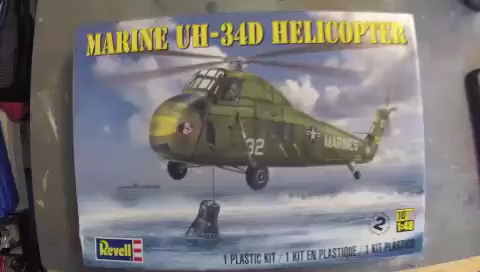 MARINE UH-34D HELICOPTER
32
MARINES
2
10
1:48
Revell
1 PLASTIC KIT / 1 KIT EN PLASTIQUE / 1 KIT PLÁSTICO